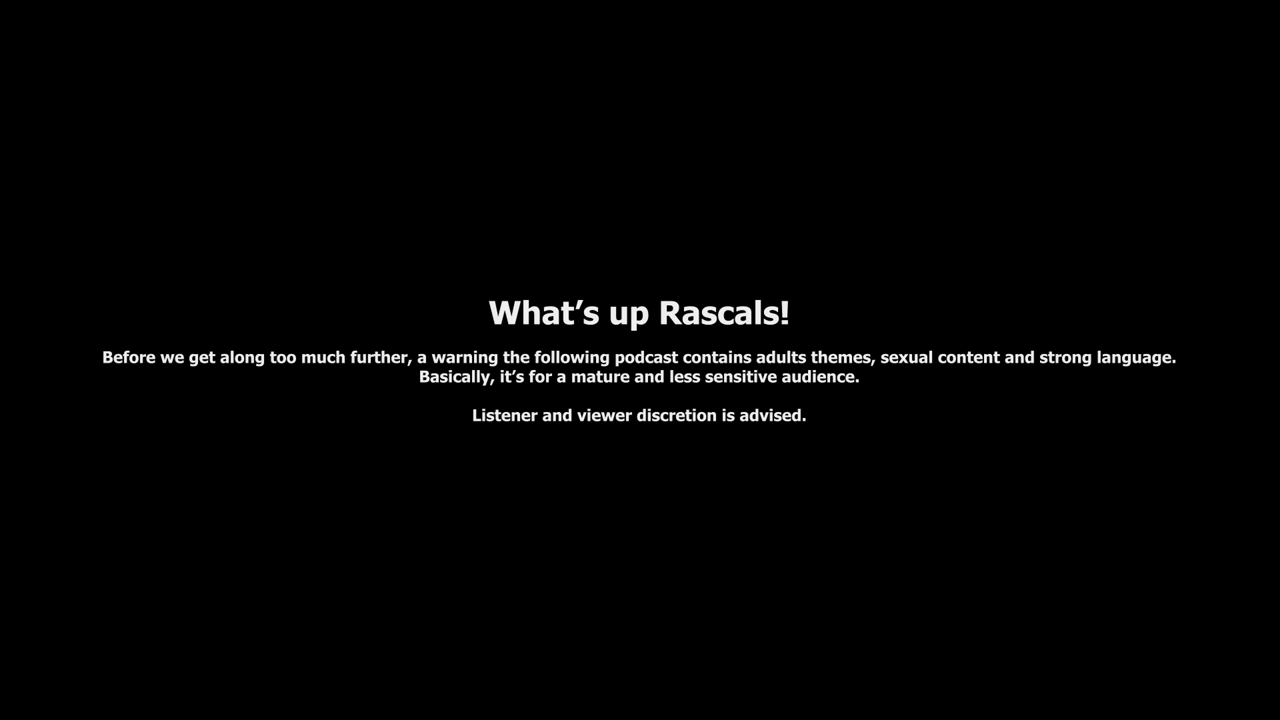 What’s up Rascals!
Before we get along too much further, a warning the following podcast contains adults themes, sexual content and strong language.
Basically, it’s for a mature and less sensitive audience.
Listener and viewer discretion is advised.